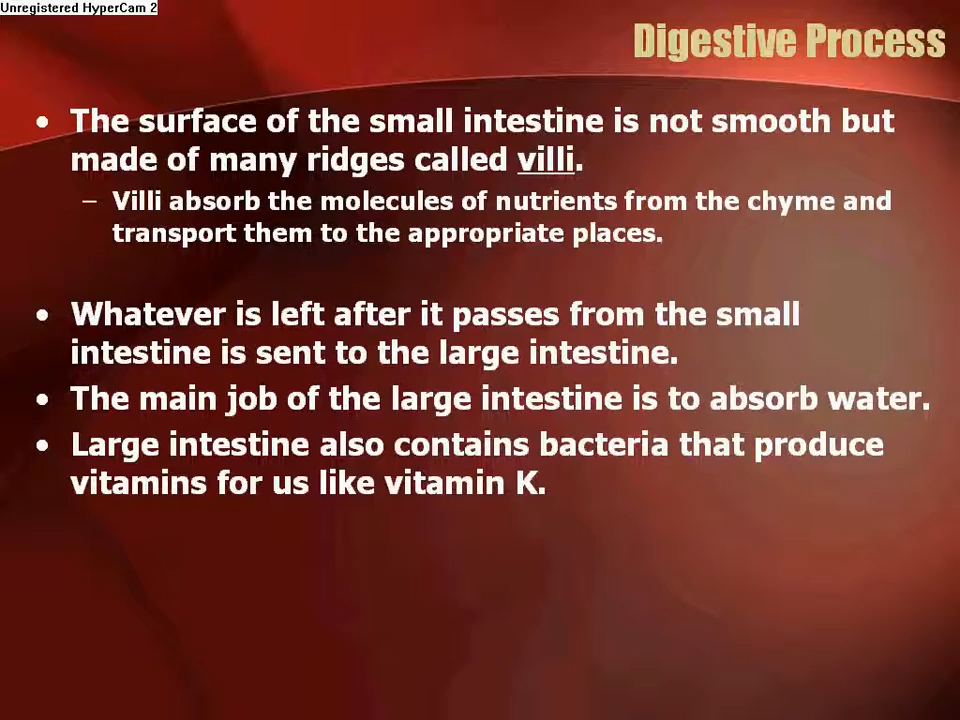 Unregistered HyperCam 2
Digestive Process
• The surface of the small intestine is not smooth but
made of many ridges called villi.
– Villi absorb the molecules of nutrients from the chyme and
transport them to the appropriate places.
• Whatever is left after it passes from the small
intestine is sent to the large intestine.
• The main job of the large intestine is to absorb water.
• Large intestine also contains bacteria that produce
vitamins for us like vitamin K.